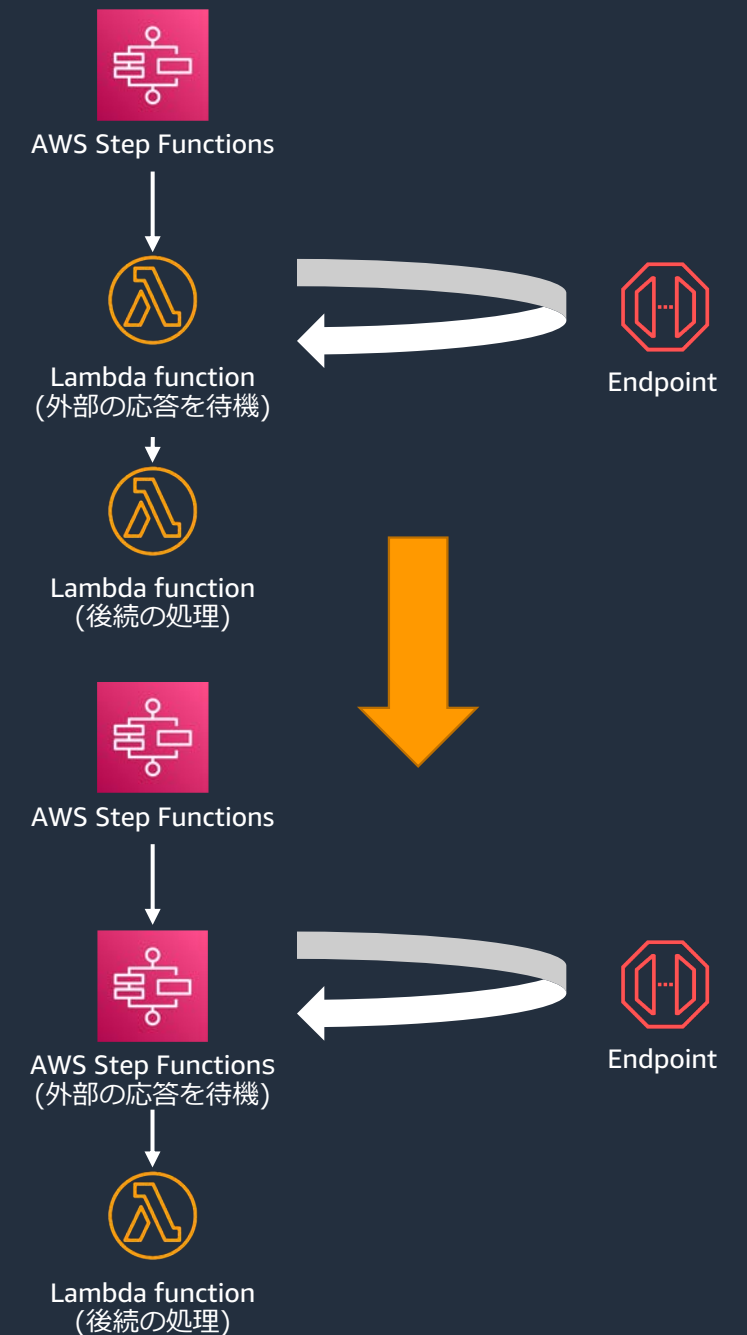 AWS Step Functions
Lambda function
(外部の応答を待機)
Endpoint
Lambda function
(後続の処理)
AWS Step Functions
AWS Step Functions
(外部の応答を待機)
Endpoint
Lambda function
(後続の処理)